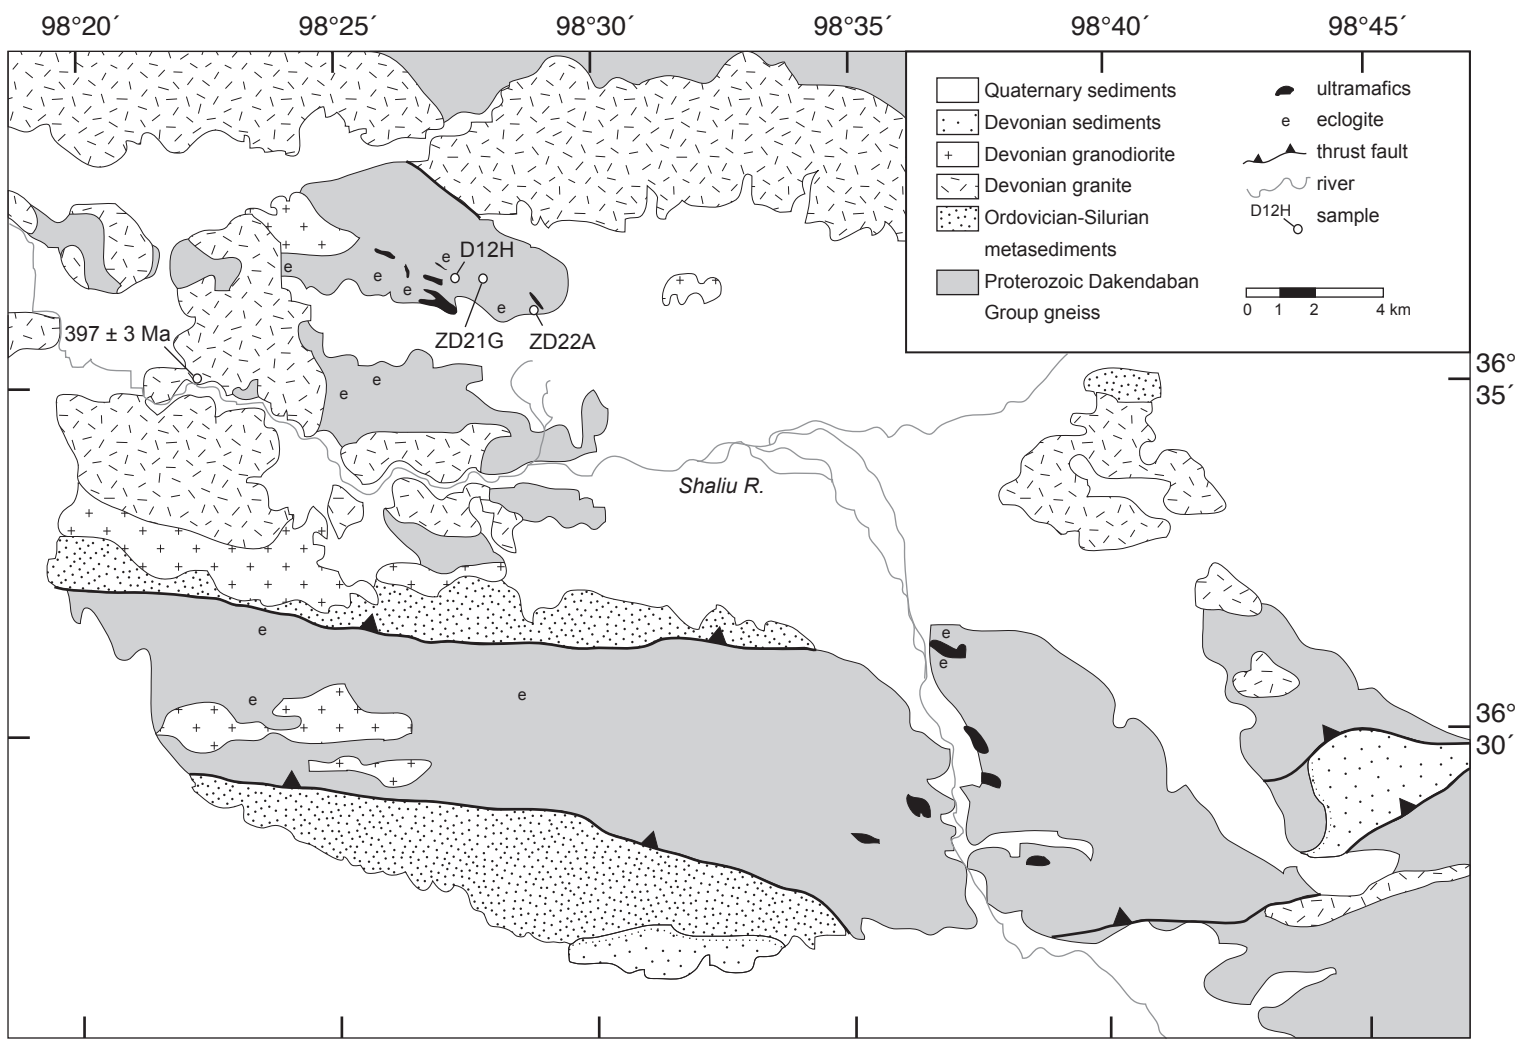 98°20´ 98°25´ 98°30´ 98°35´ 98°40´ 98°45´
Quaternary sediments
Devonian sediments
Devonian granodiorite
Devonian granite
Ordovician-Silurian
metasediments
Proterozoic Dakendaban
Group gneiss
ultramafics
e eclogite
thrust fault
river
D12H sample
0 1 2 4 km
e D12H
e e e
e
ZD21G ZD22A
397 ± 3 Ma
36°
35´
e
e
Shaliu R.
e
e
e
e
e
36°
30´